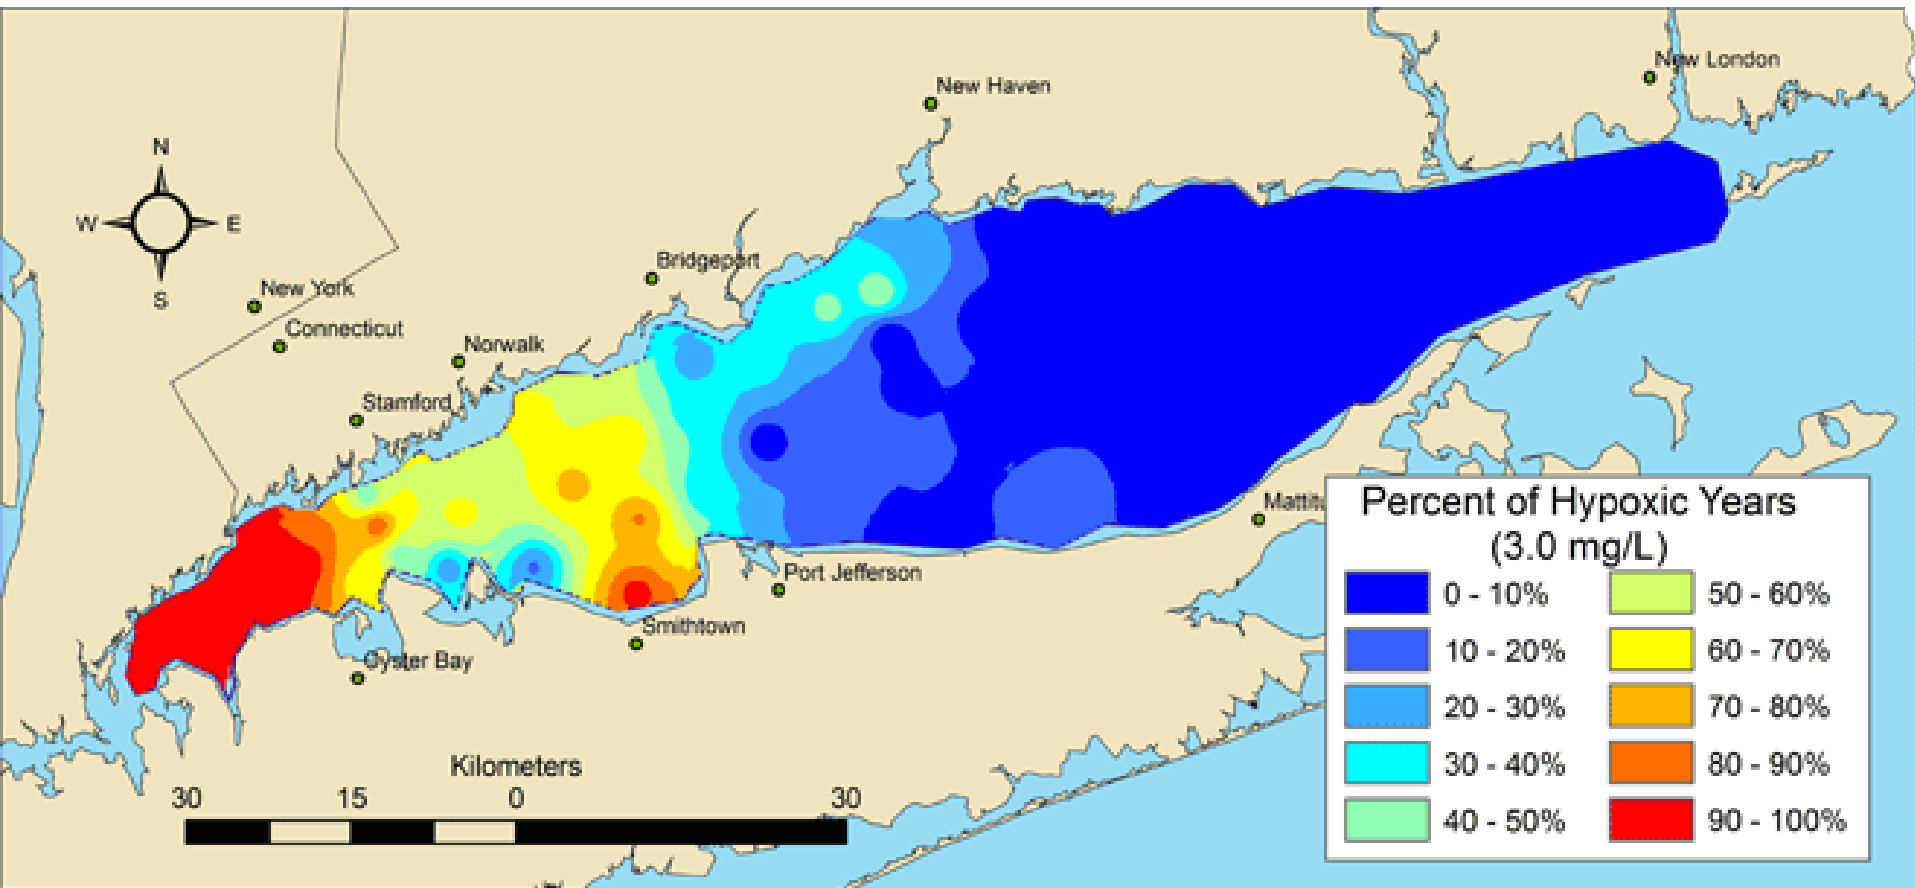 New London
New Haven
N
W E
S
Bridgeport
New York
Connecticut
Norwalk
Stamford
Mattitu
Port Jefferson
Smithtown
Oyster Bay
Kilometers
30 15 0 30
Percent of Hypoxic Years
(3.0 mg/L)
0 - 10% 50 - 60%
10 - 20% 60 - 70%
20 - 30% 70 - 80%
30 - 40% 80 - 90%
40 - 50% 90 - 100%